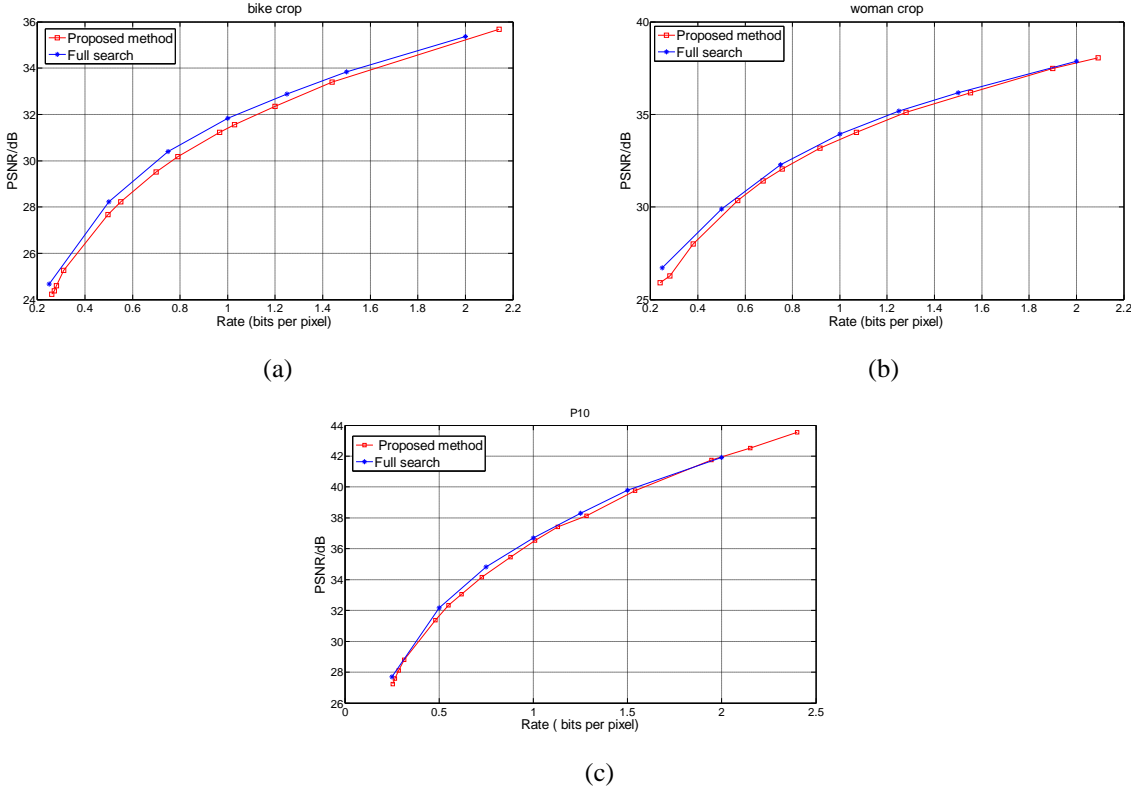 bike crop
36
34
32
30
28
26
24
PSNR/dB
Proposed method
Full search
0.2 0.4 0.6 0.8 1 1.2 1.4 1.6 1.8 2 2.2
Rate (bits per pixel)
(a)
woman crop
40
35
30
25
PSNR/dB
Proposed method
Full search
0.2 0.4 0.6 0.8 1 1.2 1.4 1.6 1.8 2 2.2
Rate (bits per pixel)
(b)
P10
44
42
40
38
36
34
32
30
28
26
PSNR/dB
Proposed method
Full search
0 0.5 1 1.5 2 2.5
Rate ( bits per pixel)
(c)